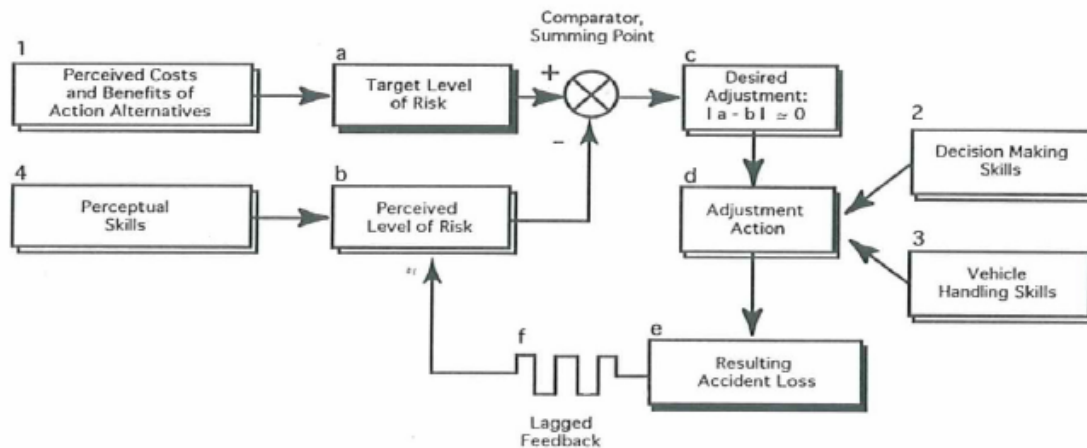 Comparator,
Summing Point
1
Perceived Costs
and Benefits of
Action Alternatives
a
Target Level
of Risk
+
−
c
Desired
Adjustment:
| a - b | ≃ 0
2
Decision Making
Skills
4
Perceptual
Skills
b
Perceived
Level of Risk
d
Adjustment
Action
3
Vehicle
Handling Skills
f
Lagged
Feedback
e
Resulting
Accident Loss